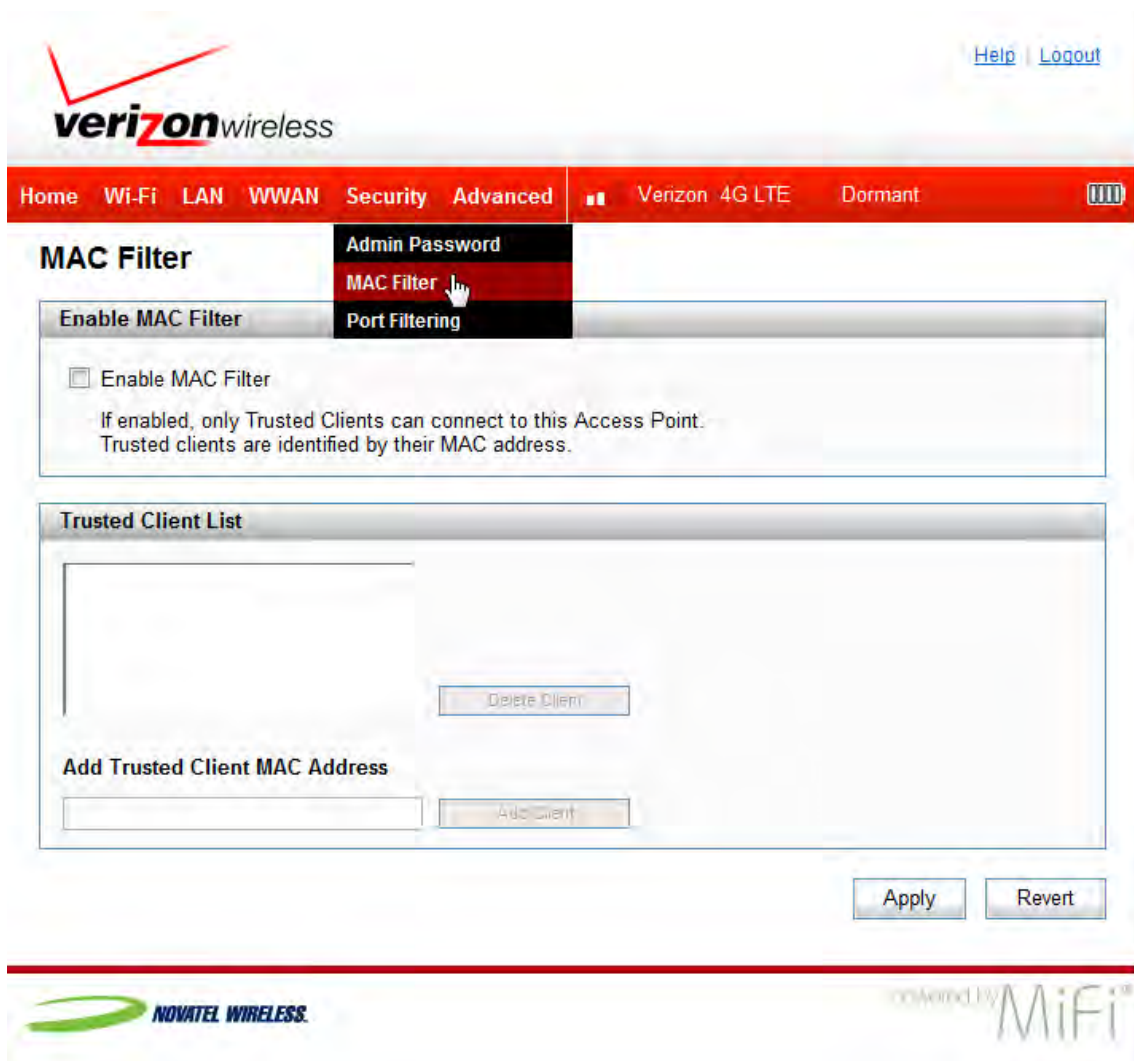 Help | Logout
verizonwireless
Home Wi-Fi LAN WWAN Security Advanced Verizon 4G LTE Dormant
Admin Password
MAC Filter
Port Filtering
MAC Filter
Enable MAC Filter
Enable MAC Filter
If enabled, only Trusted Clients can connect to this Access Point.
Trusted clients are identified by their MAC address.
Trusted Client List
Delete Client
Add Trusted Client MAC Address
Add Client
Apply Revert
NOVATEL WIRELESS.
powered by MiFi